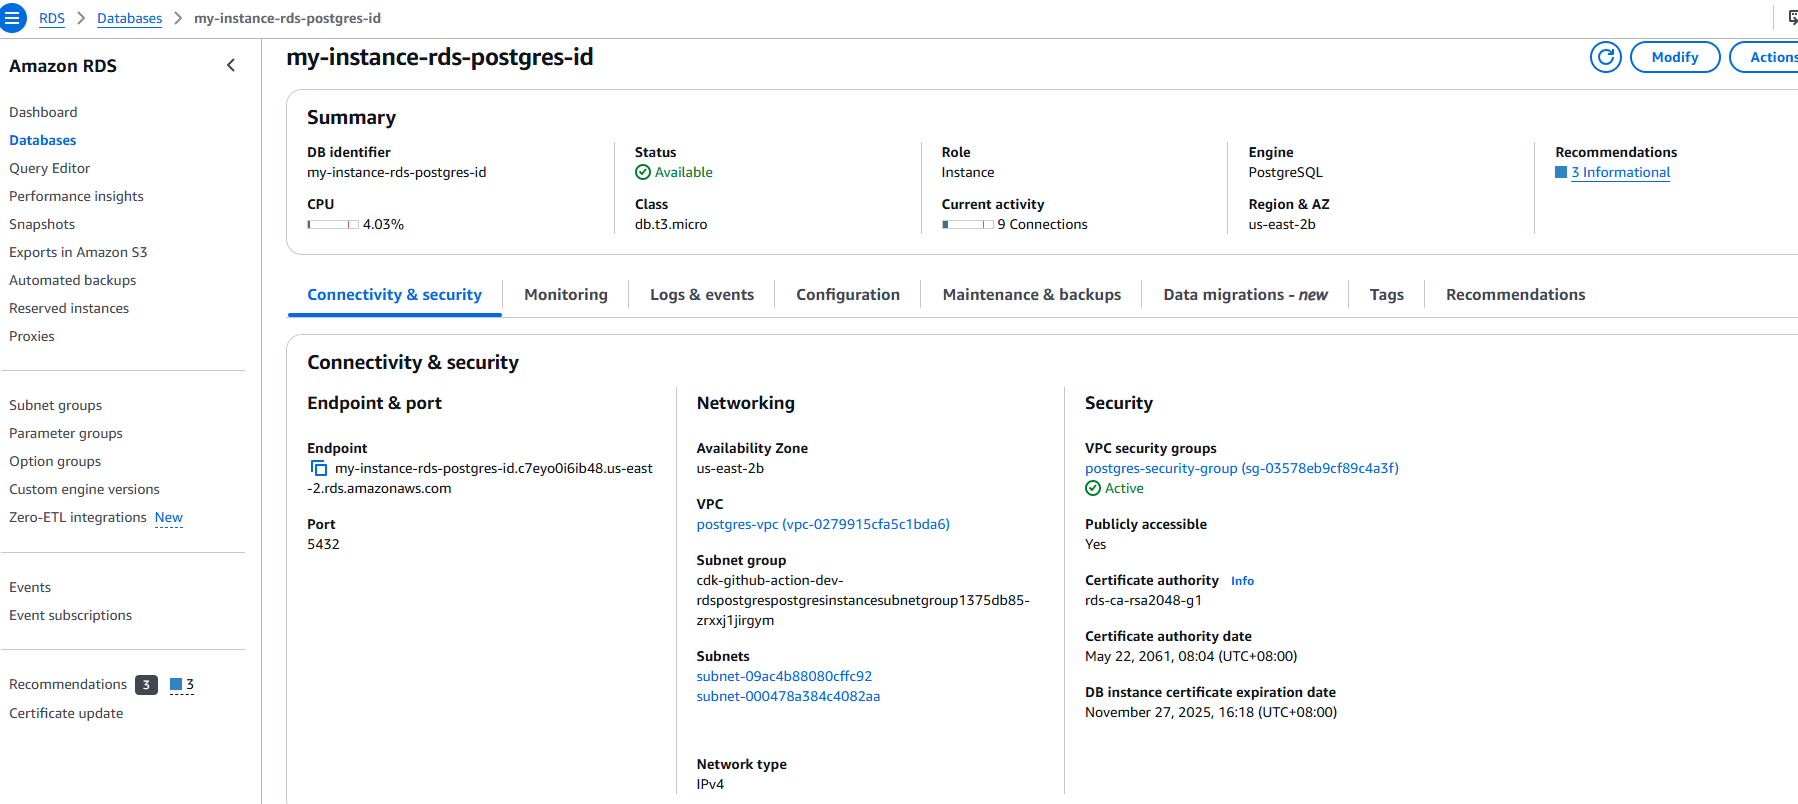 RDS
Databases
my-instance-rds-postgres-id
Amazon RDS
Dashboard
Databases
Query Editor
Performance insights
Snapshots
Exports in Amazon S3
Automated backups
Reserved instances
Proxies
Subnet groups
Parameter groups
Option groups
Custom engine versions
Zero-ETL integrations New
Events
Event subscriptions
Recommendations 3 3
Certificate update
my-instance-rds-postgres-id
Modify
Actions
Summary
DB identifier
my-instance-rds-postgres-id
CPU
4.03%
Status
Available
Class
db.t3.micro
Role
Instance
Current activity
9 Connections
Engine
PostgreSQL
Region & AZ
us-east-2b
Recommendations
3 Informational
Connectivity & security
Monitoring
Logs & events
Configuration
Maintenance & backups
Data migrations - new
Tags
Recommendations
Connectivity & security
Endpoint & port
Endpoint
my-instance-rds-postgres-id.c7eyo0i6ib48.us-east
-2.rds.amazonaws.com
Port
5432
Networking
Availability Zone
us-east-2b
VPC
postgres-vpc (vpc-0279915cfa5c1bda6)
Subnet group
cdk-github-action-dev-
rdspostgrespostgresinstancesubnetgroup1375db85-
zrxxj1jirgym
Subnets
subnet-09ac4b88080cffc92
subnet-000478a384c4082aa
Network type
IPv4
Security
VPC security groups
postgres-security-group (sg-03578eb9cf89c4a3f)
Active
Publicly accessible
Yes
Certificate authority Info
rds-ca-rsa2048-g1
Certificate authority date
May 22, 2061, 08:04 (UTC+08:00)
DB instance certificate expiration date
November 27, 2025, 16:18 (UTC+08:00)